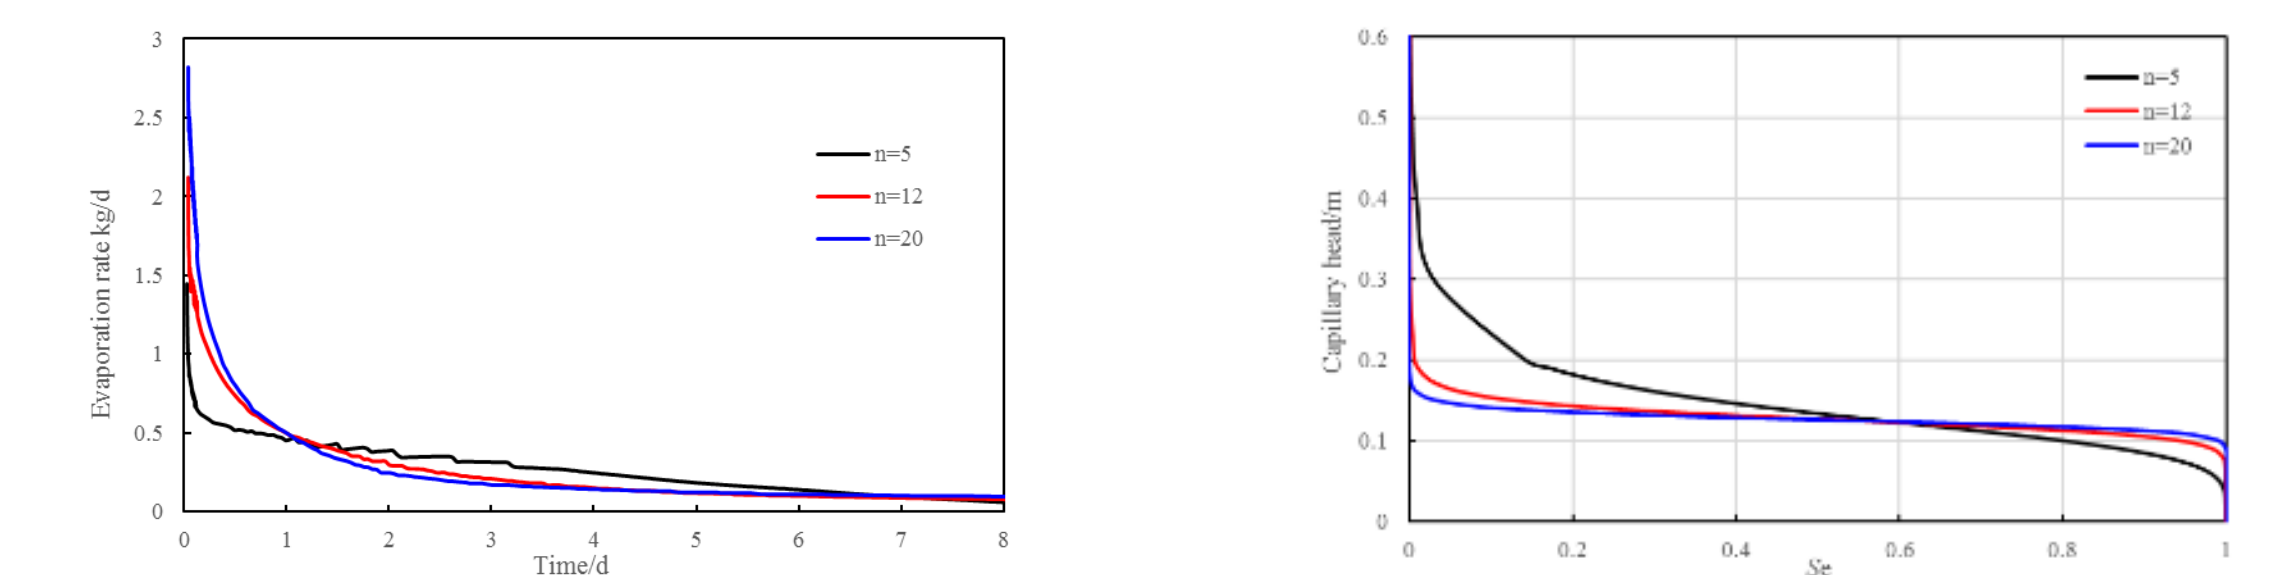 3
2.5
2
1.5
1
0.5
0
Evaporation rate kg/d
n=5
n=12
n=20
0 1 2 3 4 5 6 7 8
Time/d
0.6
0.5
0.4
0.3
0.2
0.1
0
Capillary head/m
n=5
n=12
n=20
0 0.2 0.4 0.6 0.8 1
Se